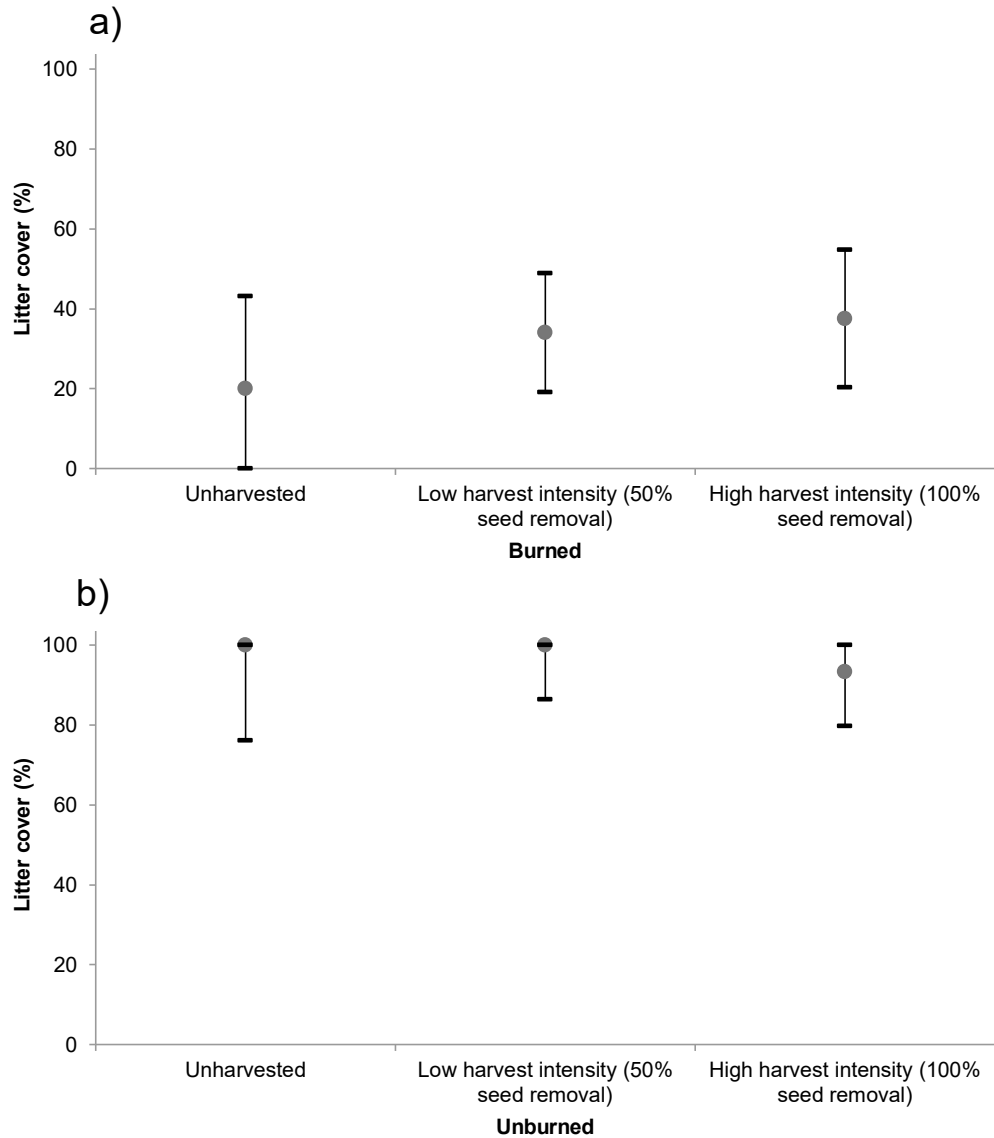 a)
100
80
60
40
20
0
Litter cover (%)
Unharvested
Low harvest intensity (50%
seed removal)
High harvest intensity (100%
seed removal)
Burned
b)
100
80
60
40
20
0
Litter cover (%)
Unharvested
Low harvest intensity (50%
seed removal)
High harvest intensity (100%
seed removal)
Unburned